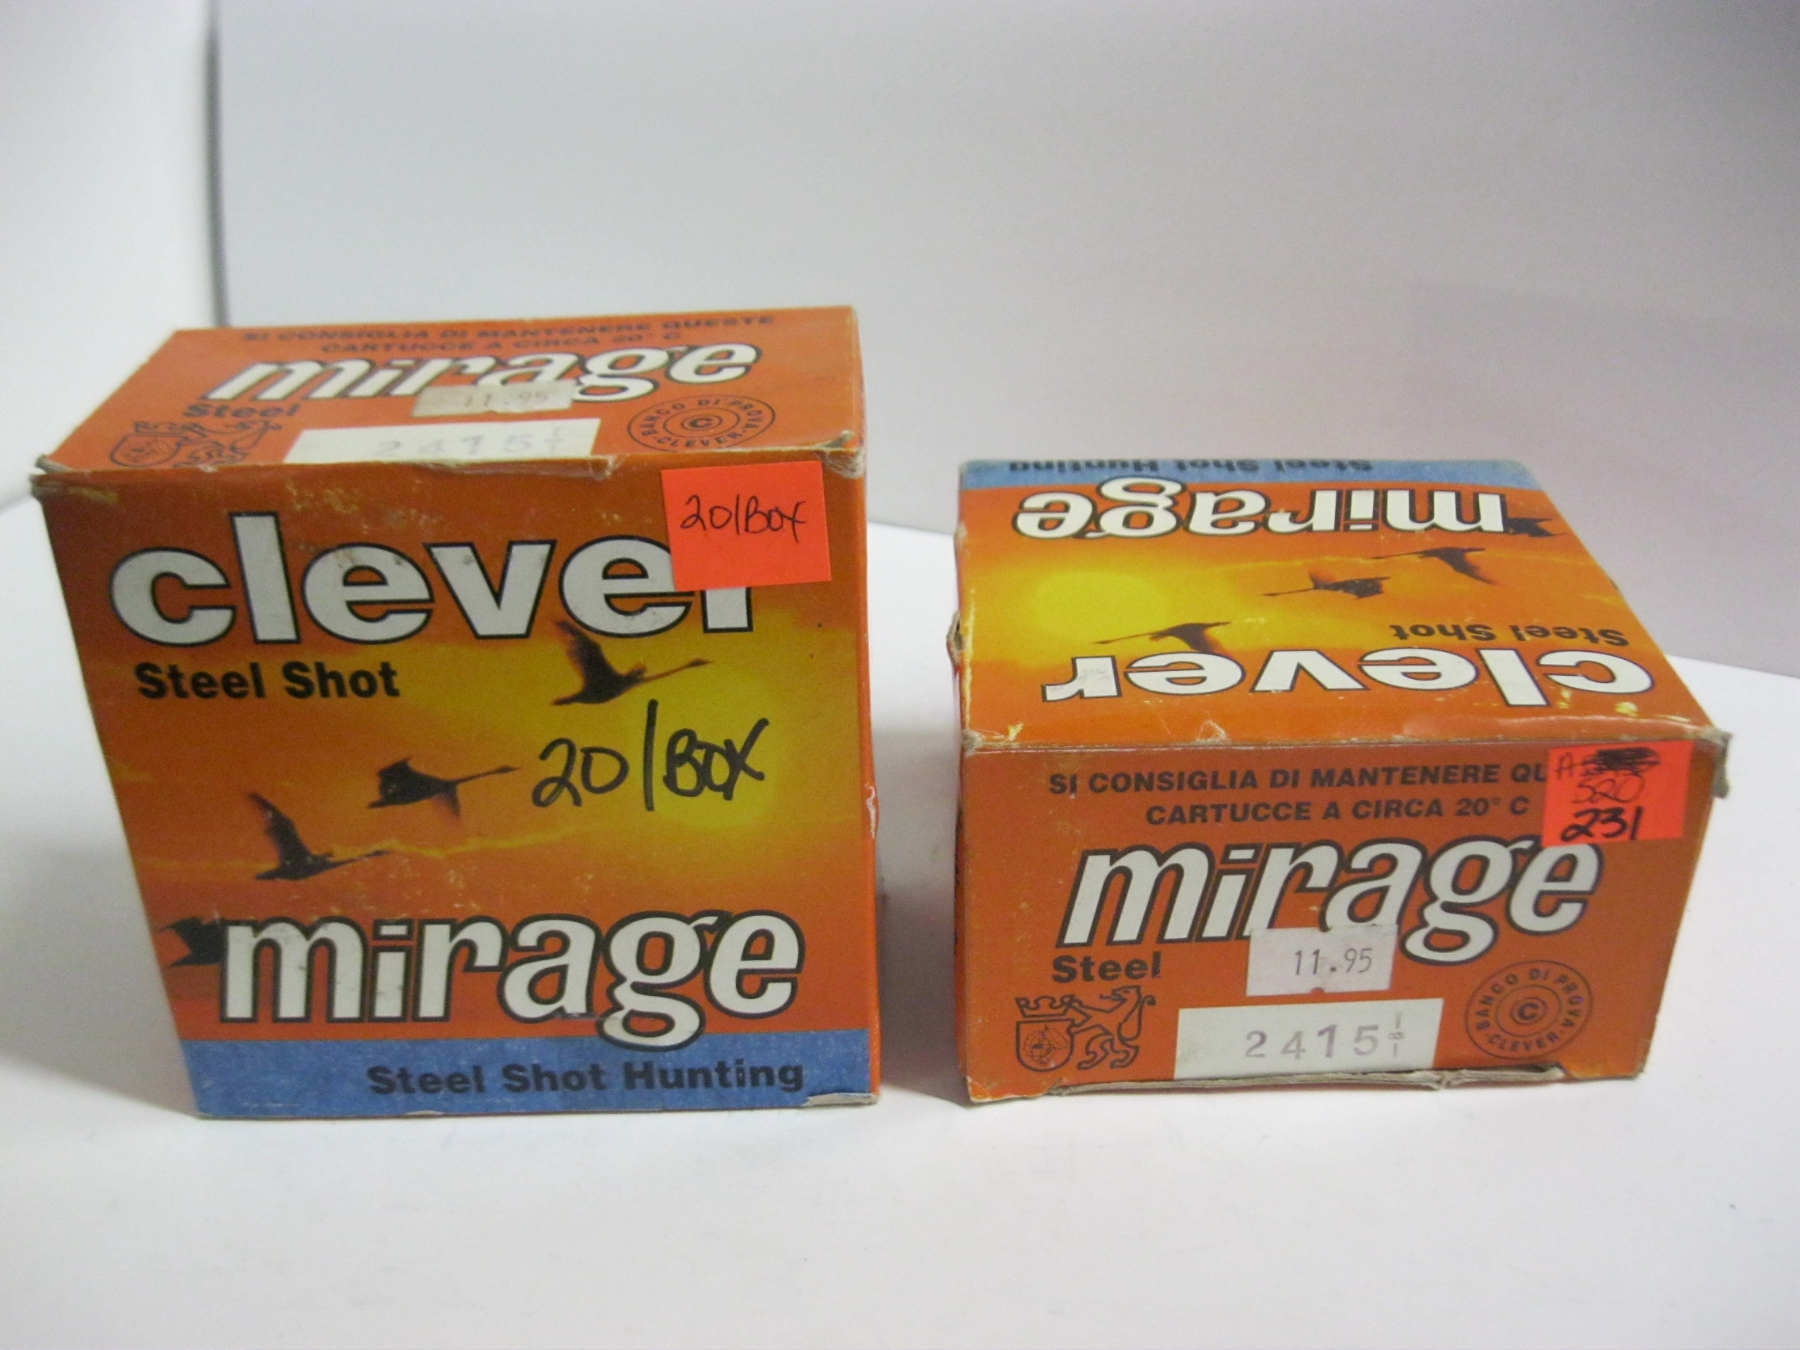 SI CONSIGLIA DI MANTENERE QUESTE
CARTUCCE A CIRCA 20° C
mirage
11.95
Steel
BANCO DI PROVA
C
CLEVER
2415
20/BOX
clever
Steel Shot
20/BOX
mirage
Steel Shot Hunting
Steel Shot Hunting
mirage
Steel Shot
clever
SI CONSIGLIA DI MANTENERE QU
CARTUCCE A CIRCA 20° C
520
231
mirage
Steel
11.95
BANCO DI PROVA
C
CLEVER
2415